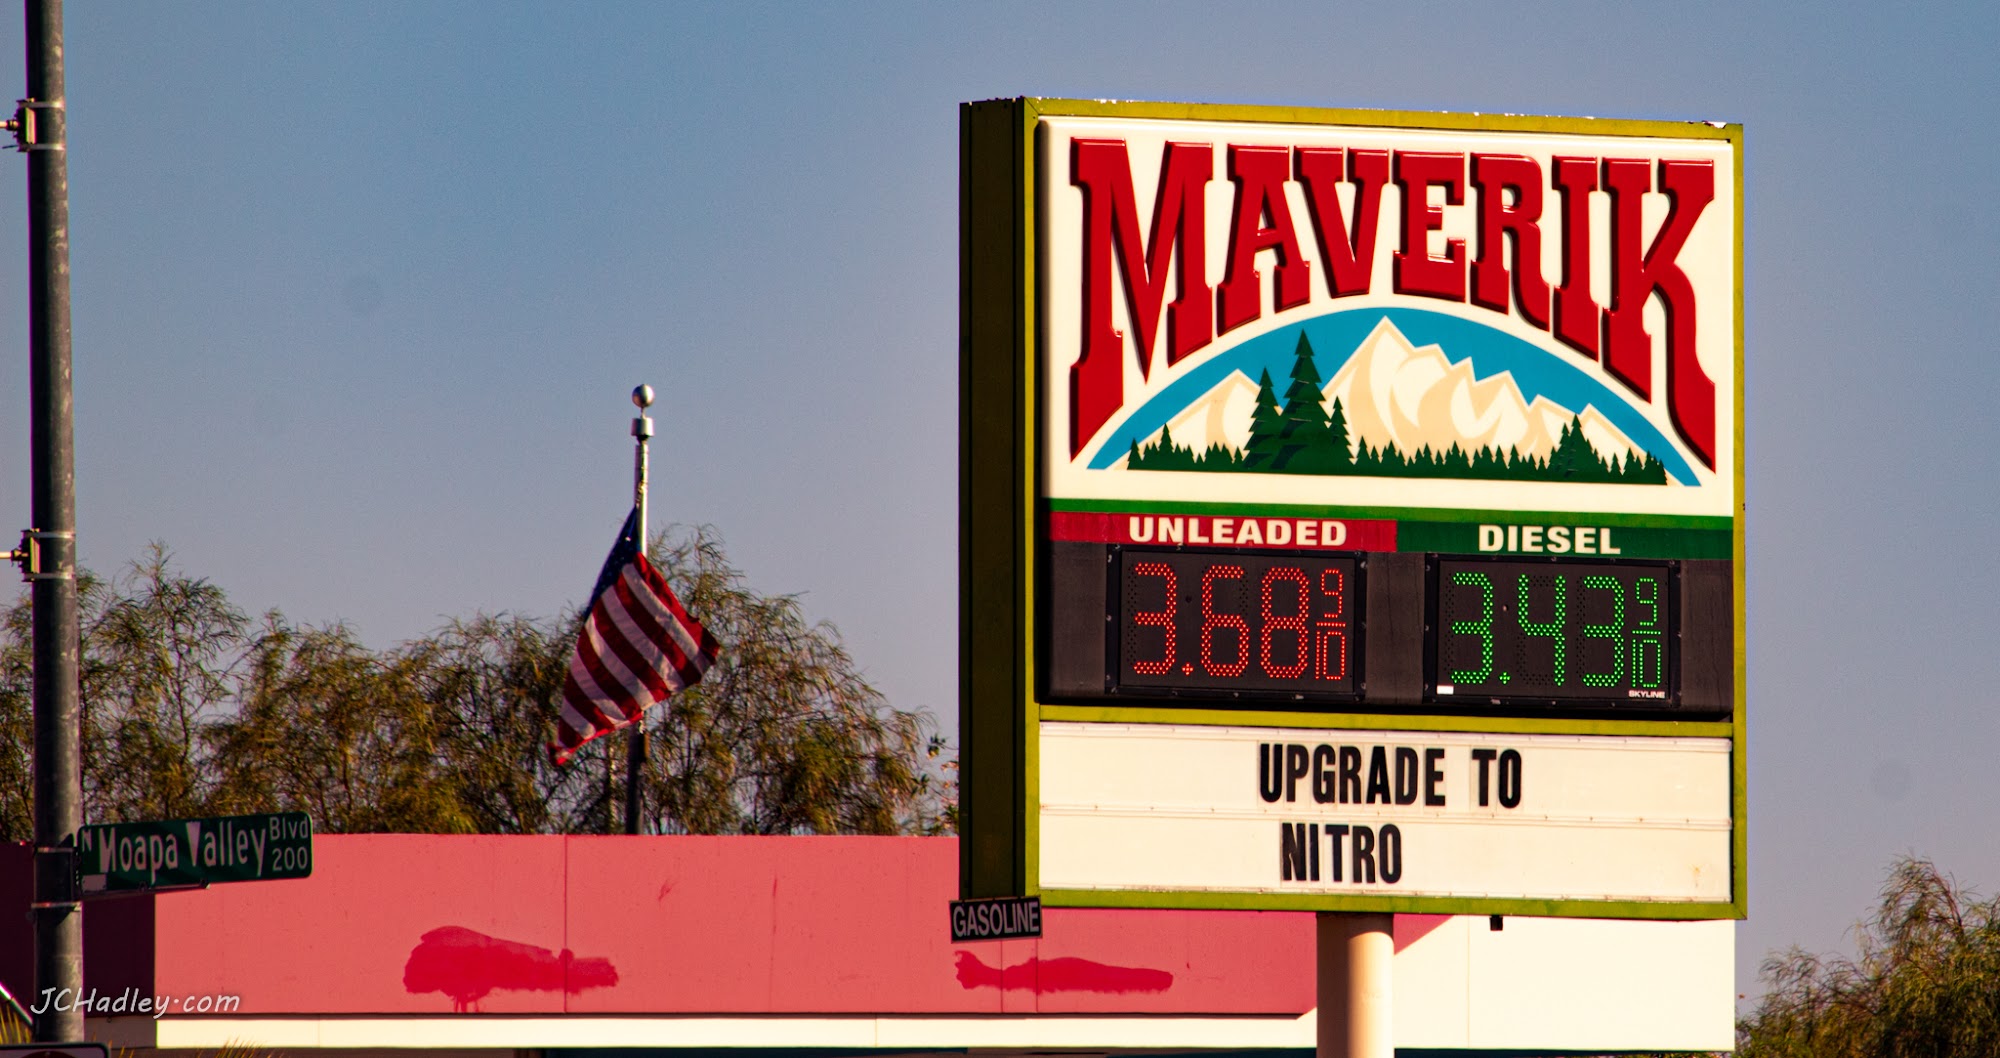 MAVERIK
UNLEADED DIESEL
3.68 9/10 3.43 9/10
SKYLINE
UPGRADE TO
NITRO
N Moapa Valley Blvd
200
GASOLINE
JCHadley.com